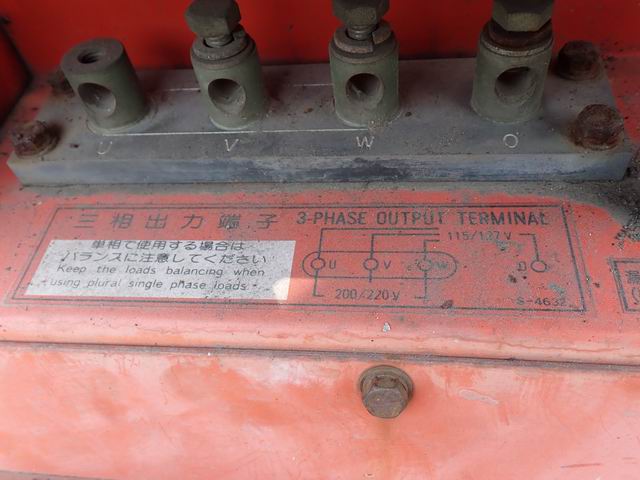 U V W O
三相出力端子 3-PHASE OUTPUT TERMINAL
単相で使用する場合は
バランスに注意してください
Keep the loads balancing when
using plural single phase loads.
115/127V
U V W O
200/220V
S-4632